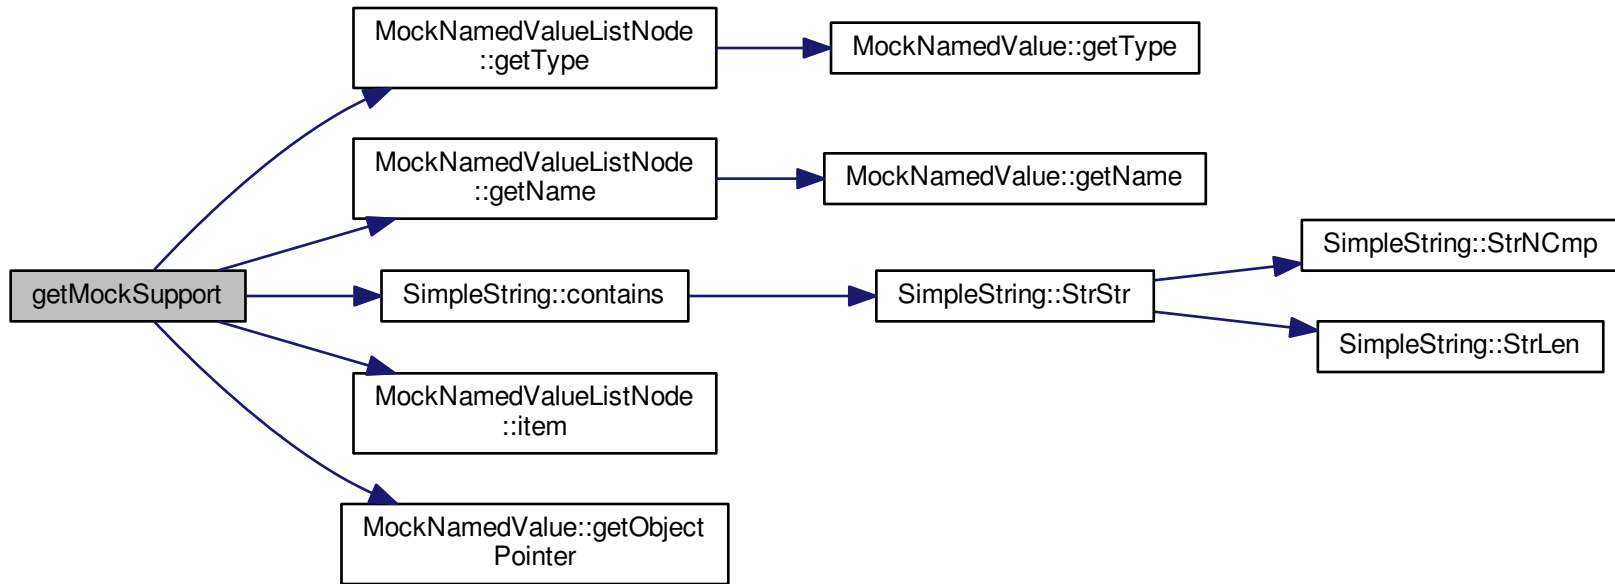 MockNamedValueListNode
::getType
MockNamedValue::getType
MockNamedValueListNode
::getName
MockNamedValue::getName
getMockSupport
SimpleString::contains
SimpleString::StrStr
SimpleString::StrNCmp
SimpleString::StrLen
MockNamedValueListNode
::item
MockNamedValue::getObject
Pointer